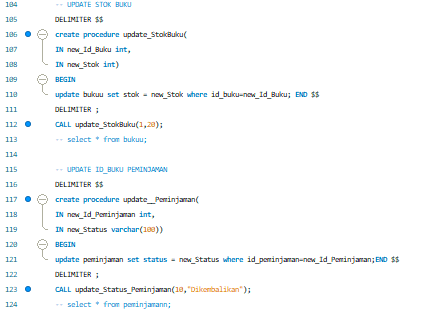 104 -- UPDATE STOK BUKU
105 DELIMITER $$
106 create procedure update_StokBuku(
107 IN new_Id_Buku int,
108 IN new_Stok int)
109 BEGIN
110 update bukuu set stok = new_Stok where id_buku=new_Id_Buku; END $$
111 DELIMITER ;
112 CALL update_StokBuku(1,20);
113 -- select * from bukuu;
114
115 -- UPDATE ID_BUKU PEMINJAMAN
116 DELIMITER $$
117 create procedure update__Peminjaman(
118 IN new_Id_Peminjaman int,
119 IN new_Status varchar(100))
120 BEGIN
121 update peminjaman set status = new_Status where id_peminjaman=new_Id_Peminjaman;END $$
122 DELIMITER ;
123 CALL update_Status_Peminjaman(10,"Dikembalikan");
124 -- select * from peminjamann;